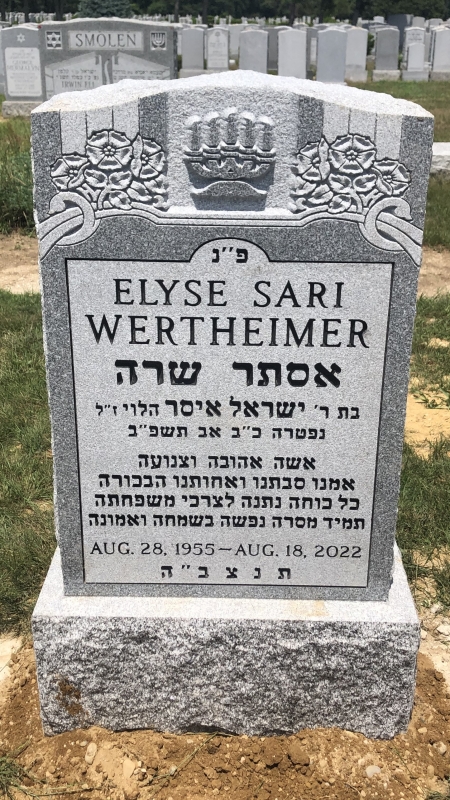 SMOLEN
פ״נ
ELYSE SARI
WERTHEIMER
אסתר שרה
בת ר׳ ישראל איסר הלוי ז״ל
נפטרה כ״ב אב תשפ״ב
אשה אהובה וצנועה
אמנו סבתנו ואחותנו הבכורה
כל כוחה נתנה לצרכי משפחתה
תמיד מסרה נפשה בשמחה ואמונה
AUG. 28, 1955 – AUG. 18, 2022
ת נ צ ב ״ ה